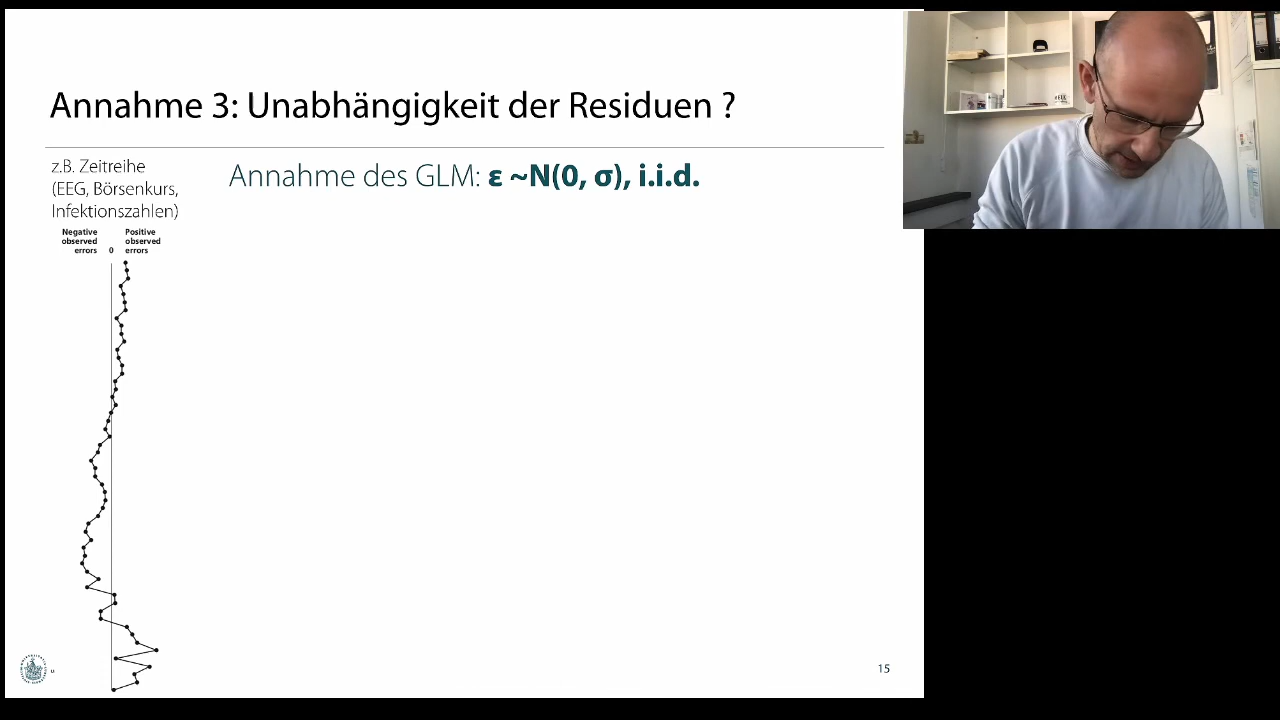 Annahme 3: Unabhängigkeit der Residuen ?
z.B. Zeitreihe
(EEG, Börsenkurs,
Infektionszahlen)
Annahme des GLM: ε ~N(0, σ), i.i.d.
Negative
observed
errors
0
Positive
observed
errors
15